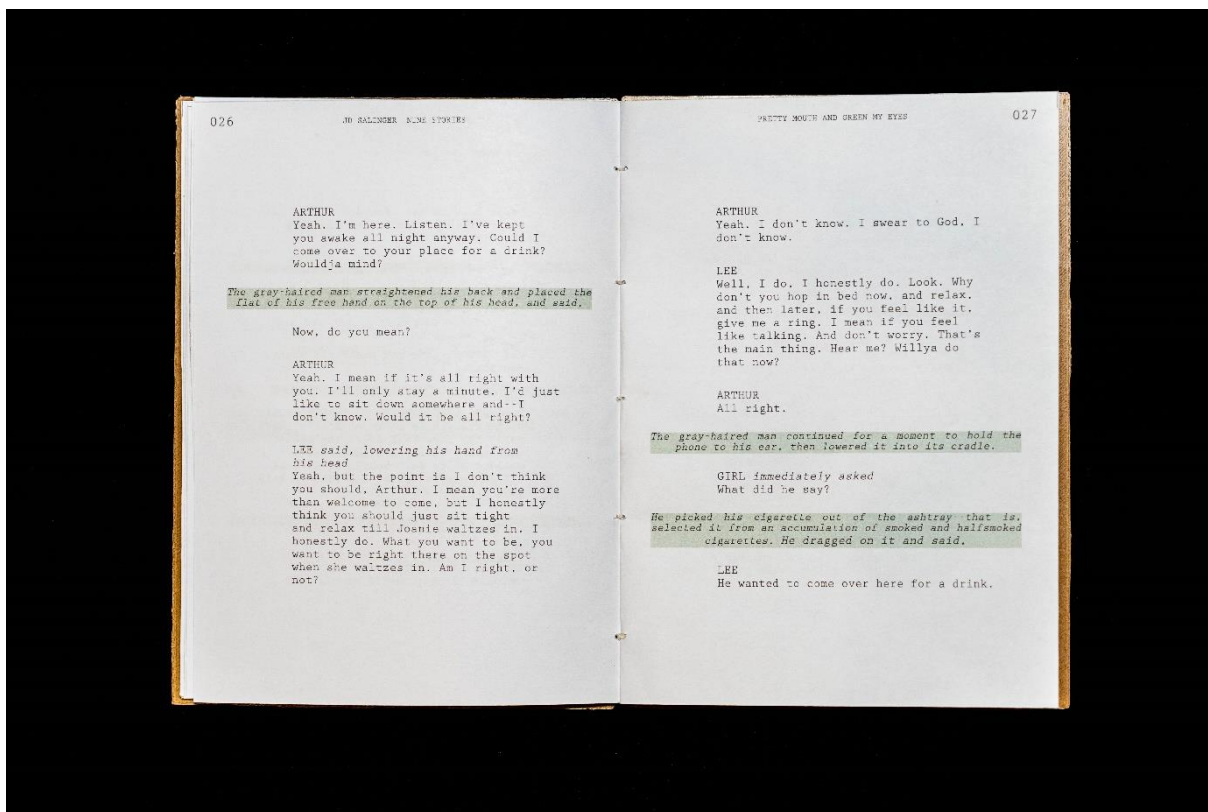 026
JD SALINGER NINE STORIES
ARTHUR
Yeah. I'm here. Listen. I've kept
you awake all night anyway. Could I
come over to your place for a drink?
Wouldja mind?
The gray-haired man straightened his back and placed the
flat of his free hand on the top of his head, and said,
Now, do you mean?
ARTHUR
Yeah. I mean if it's all right with
you. I'll only stay a minute. I'd just
like to sit down somewhere and--I
don't know. Would it be all right?
LEE said, lowering his hand from
his head
Yeah, but the point is I don't think
you should, Arthur. I mean you're more
than welcome to come, but I honestly
think you should just sit tight
and relax till Joanie waltzes in. I
honestly do. What you want to be, you
want to be right there on the spot
when she waltzes in. Am I right, or
not?
PRETTY MOUTH AND GREEN MY EYES
027
ARTHUR
Yeah. I don't know. I swear to God, I
don't know.
LEE
Well, I do, I honestly do. Look. Why
don't you hop in bed now, and relax,
and then later, if you feel like it,
give me a ring. I mean if you feel
like talking. And don't worry. That's
the main thing. Hear me? Willya do
that now?
ARTHUR
All right.
The gray-haired man continued for a moment to hold the
phone to his ear, then lowered it into its cradle.
GIRL immediately asked
What did he say?
He picked his cigarette out of the ashtray that is,
selected it from an accumulation of smoked and halfsmoked
cigarettes. He dragged on it and said,
LEE
He wanted to come over here for a drink.